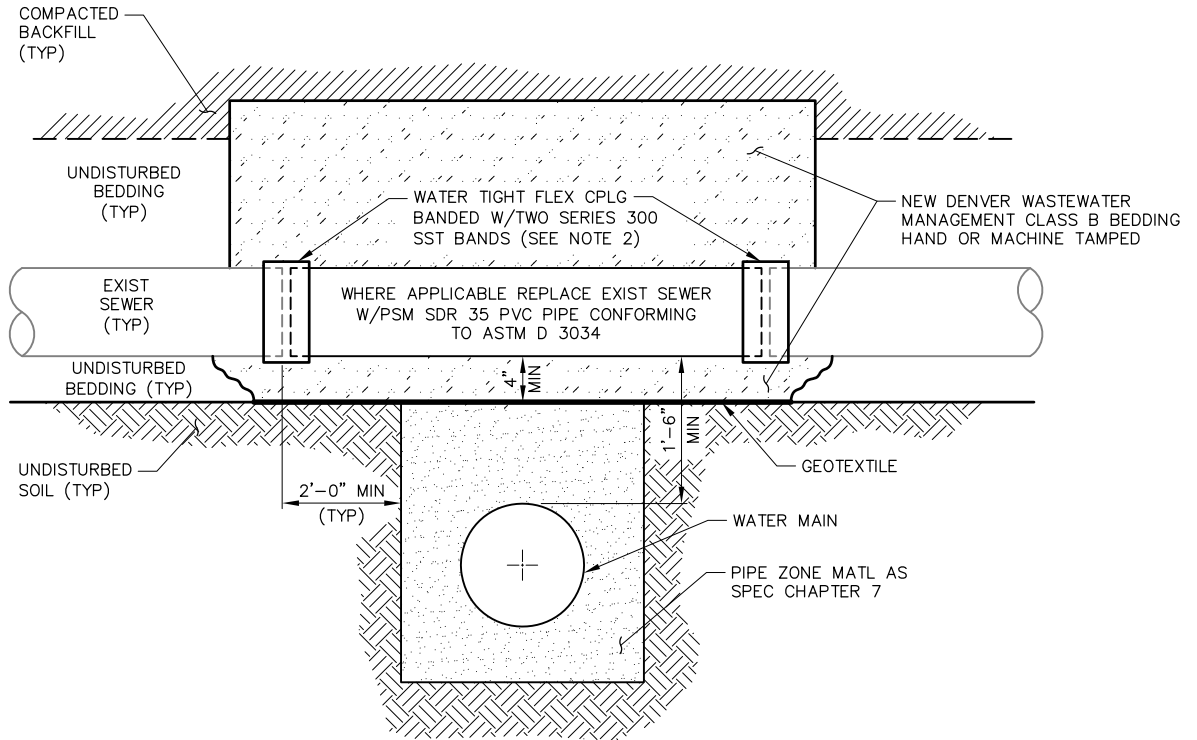 COMPACTED
BACKFILL
(TYP)
UNDISTURBED
BEDDING
(TYP)
WATER TIGHT FLEX CPLG
BANDED W/TWO SERIES 300
SST BANDS (SEE NOTE 2)
NEW DENVER WASTEWATER
MANAGEMENT CLASS B BEDDING
HAND OR MACHINE TAMPED
EXIST
SEWER
(TYP)
WHERE APPLICABLE REPLACE EXIST SEWER
W/PSM SDR 35 PVC PIPE CONFORMING
TO ASTM D 3034
UNDISTURBED
BEDDING (TYP)
4"
MIN
1'-6"
MIN
UNDISTURBED
SOIL (TYP)
2'-0" MIN
(TYP)
GEOTEXTILE
WATER MAIN
PIPE ZONE MATL AS
SPEC CHAPTER 7